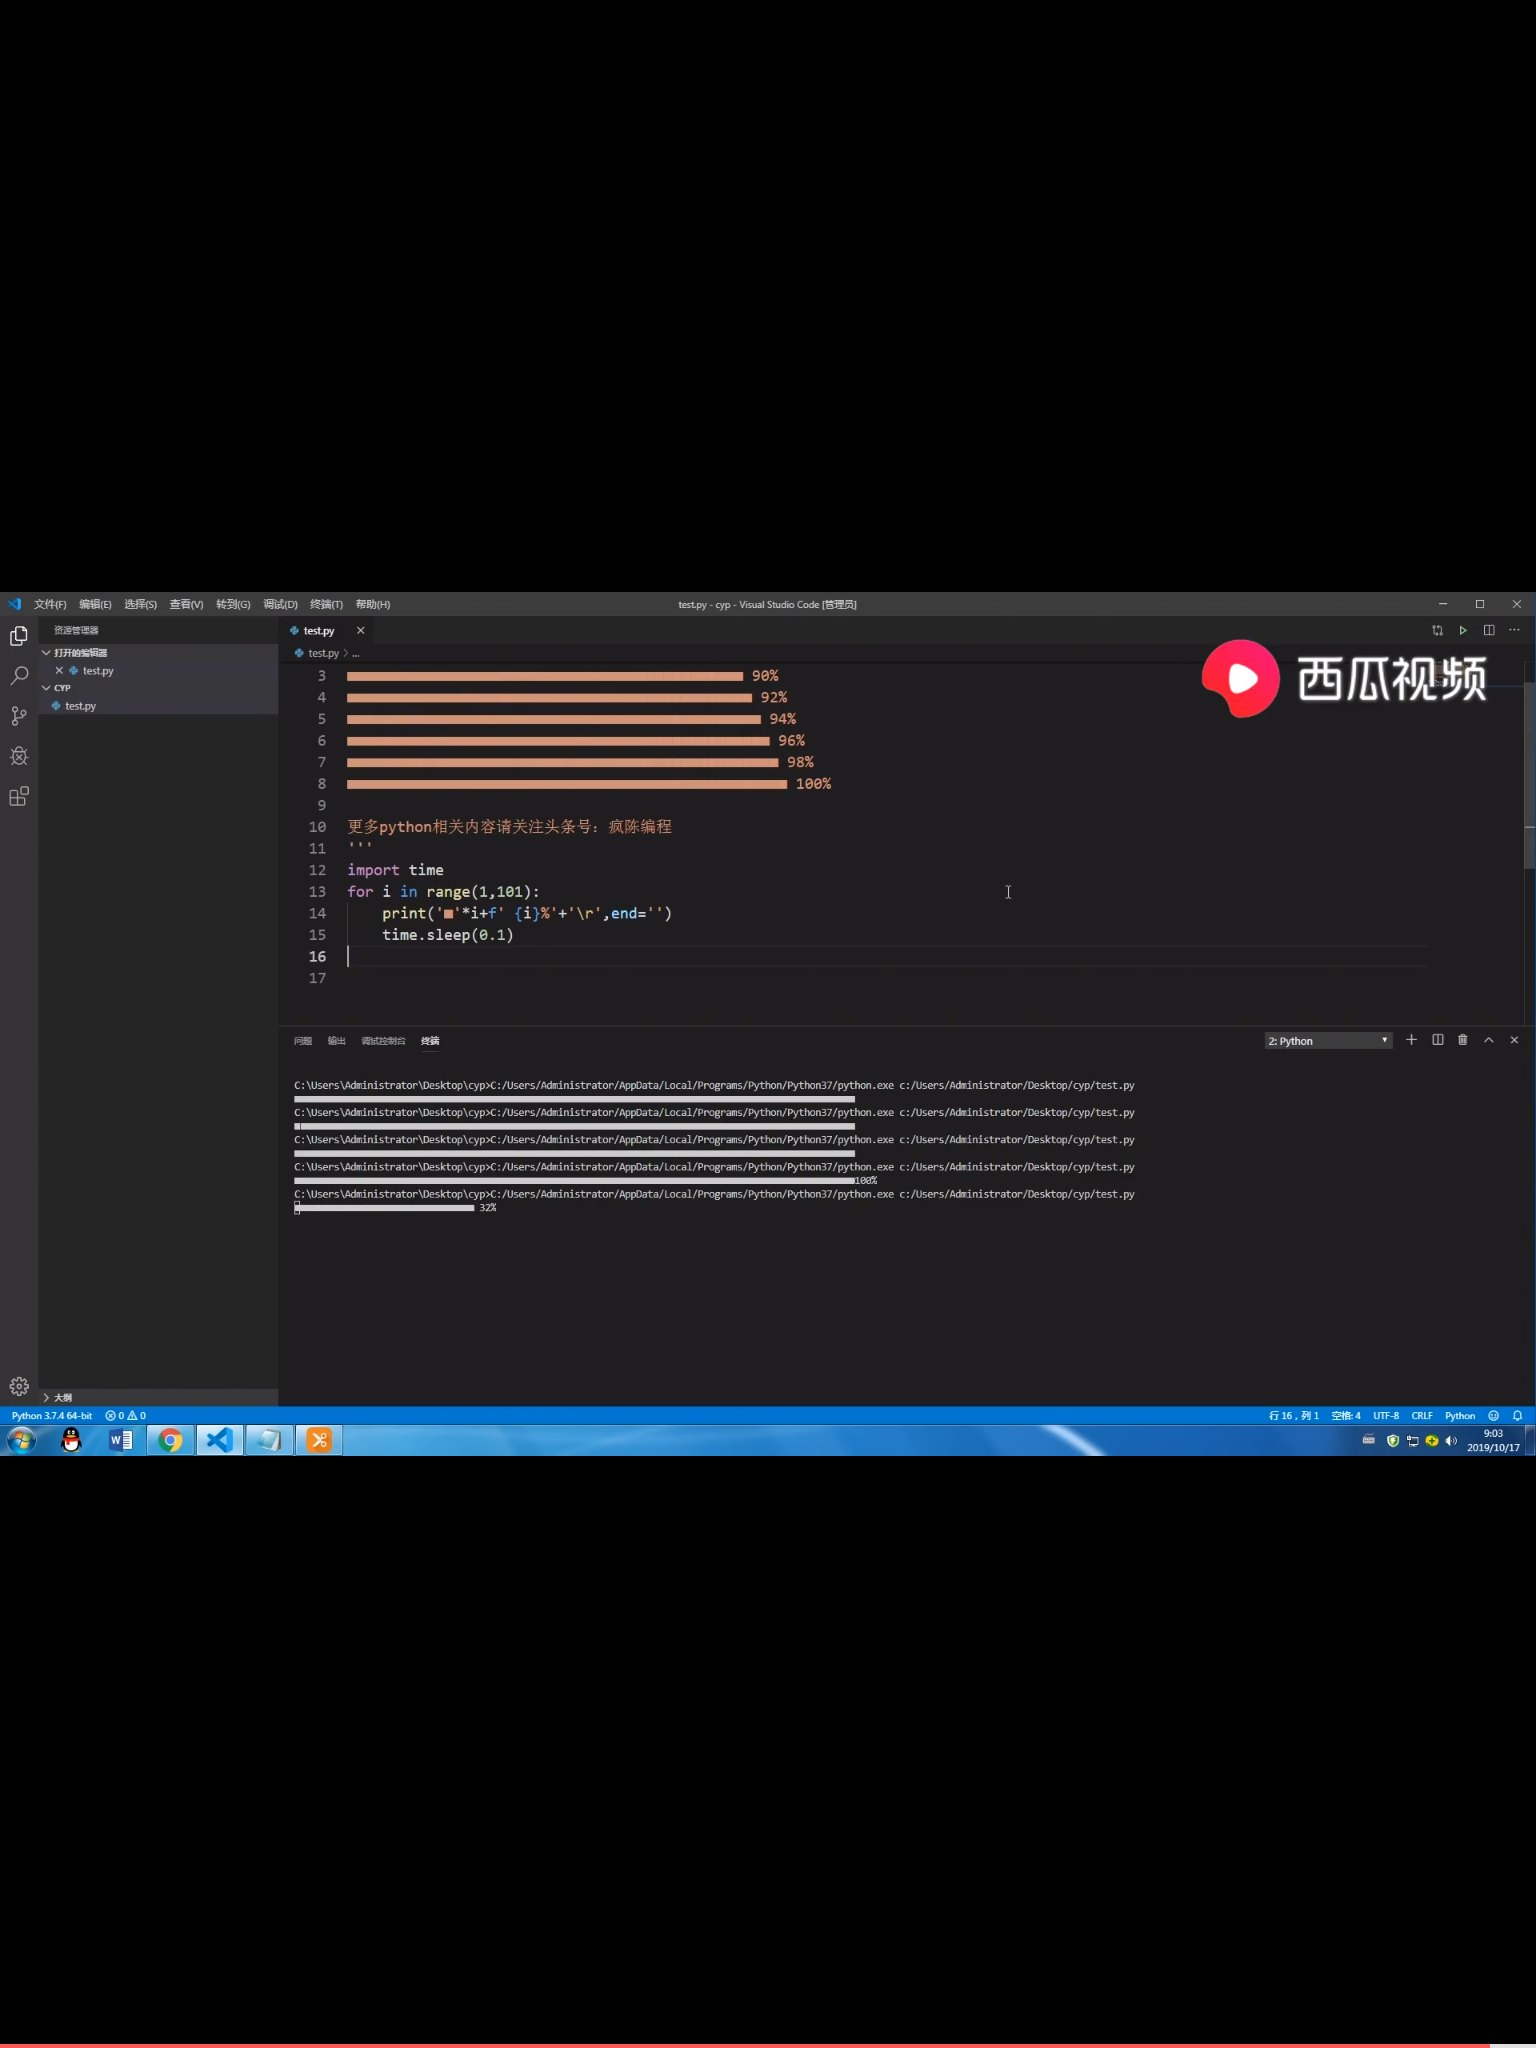 文件(F) 编辑(E) 选择(S) 查看(V) 转到(G) 调试(D) 终端(T) 帮助(H)
test.py - cyp - Visual Studio Code [管理员]
资源管理器
test.py
打开的编辑器
test.py > ...
test.py
CYP
test.py
西瓜视频
3 90%
4 92%
5 94%
6 96%
7 98%
8 100%
9
10 更多python相关内容请关注头条号：疯陈编程
11 '''
12 import time
13 for i in range(1,101):
14 print('■'*i+f' {i}%'+'\r',end='')
15 time.sleep(0.1)
16
17
问题 输出 调试控制台 终端
2: Python
C:\Users\Administrator\Desktop\cyp>C:/Users/Administrator/AppData/Local/Programs/Python/Python37/python.exe c:/Users/Administrator/Desktop/cyp/test.py
C:\Users\Administrator\Desktop\cyp>C:/Users/Administrator/AppData/Local/Programs/Python/Python37/python.exe c:/Users/Administrator/Desktop/cyp/test.py
C:\Users\Administrator\Desktop\cyp>C:/Users/Administrator/AppData/Local/Programs/Python/Python37/python.exe c:/Users/Administrator/Desktop/cyp/test.py
C:\Users\Administrator\Desktop\cyp>C:/Users/Administrator/AppData/Local/Programs/Python/Python37/python.exe c:/Users/Administrator/Desktop/cyp/test.py
100%
C:\Users\Administrator\Desktop\cyp>C:/Users/Administrator/AppData/Local/Programs/Python/Python37/python.exe c:/Users/Administrator/Desktop/cyp/test.py
32%
大纲
Python 3.7.4 64-bit 0 0
行 16，列 1 空格: 4 UTF-8 CRLF Python
9:03
2019/10/17